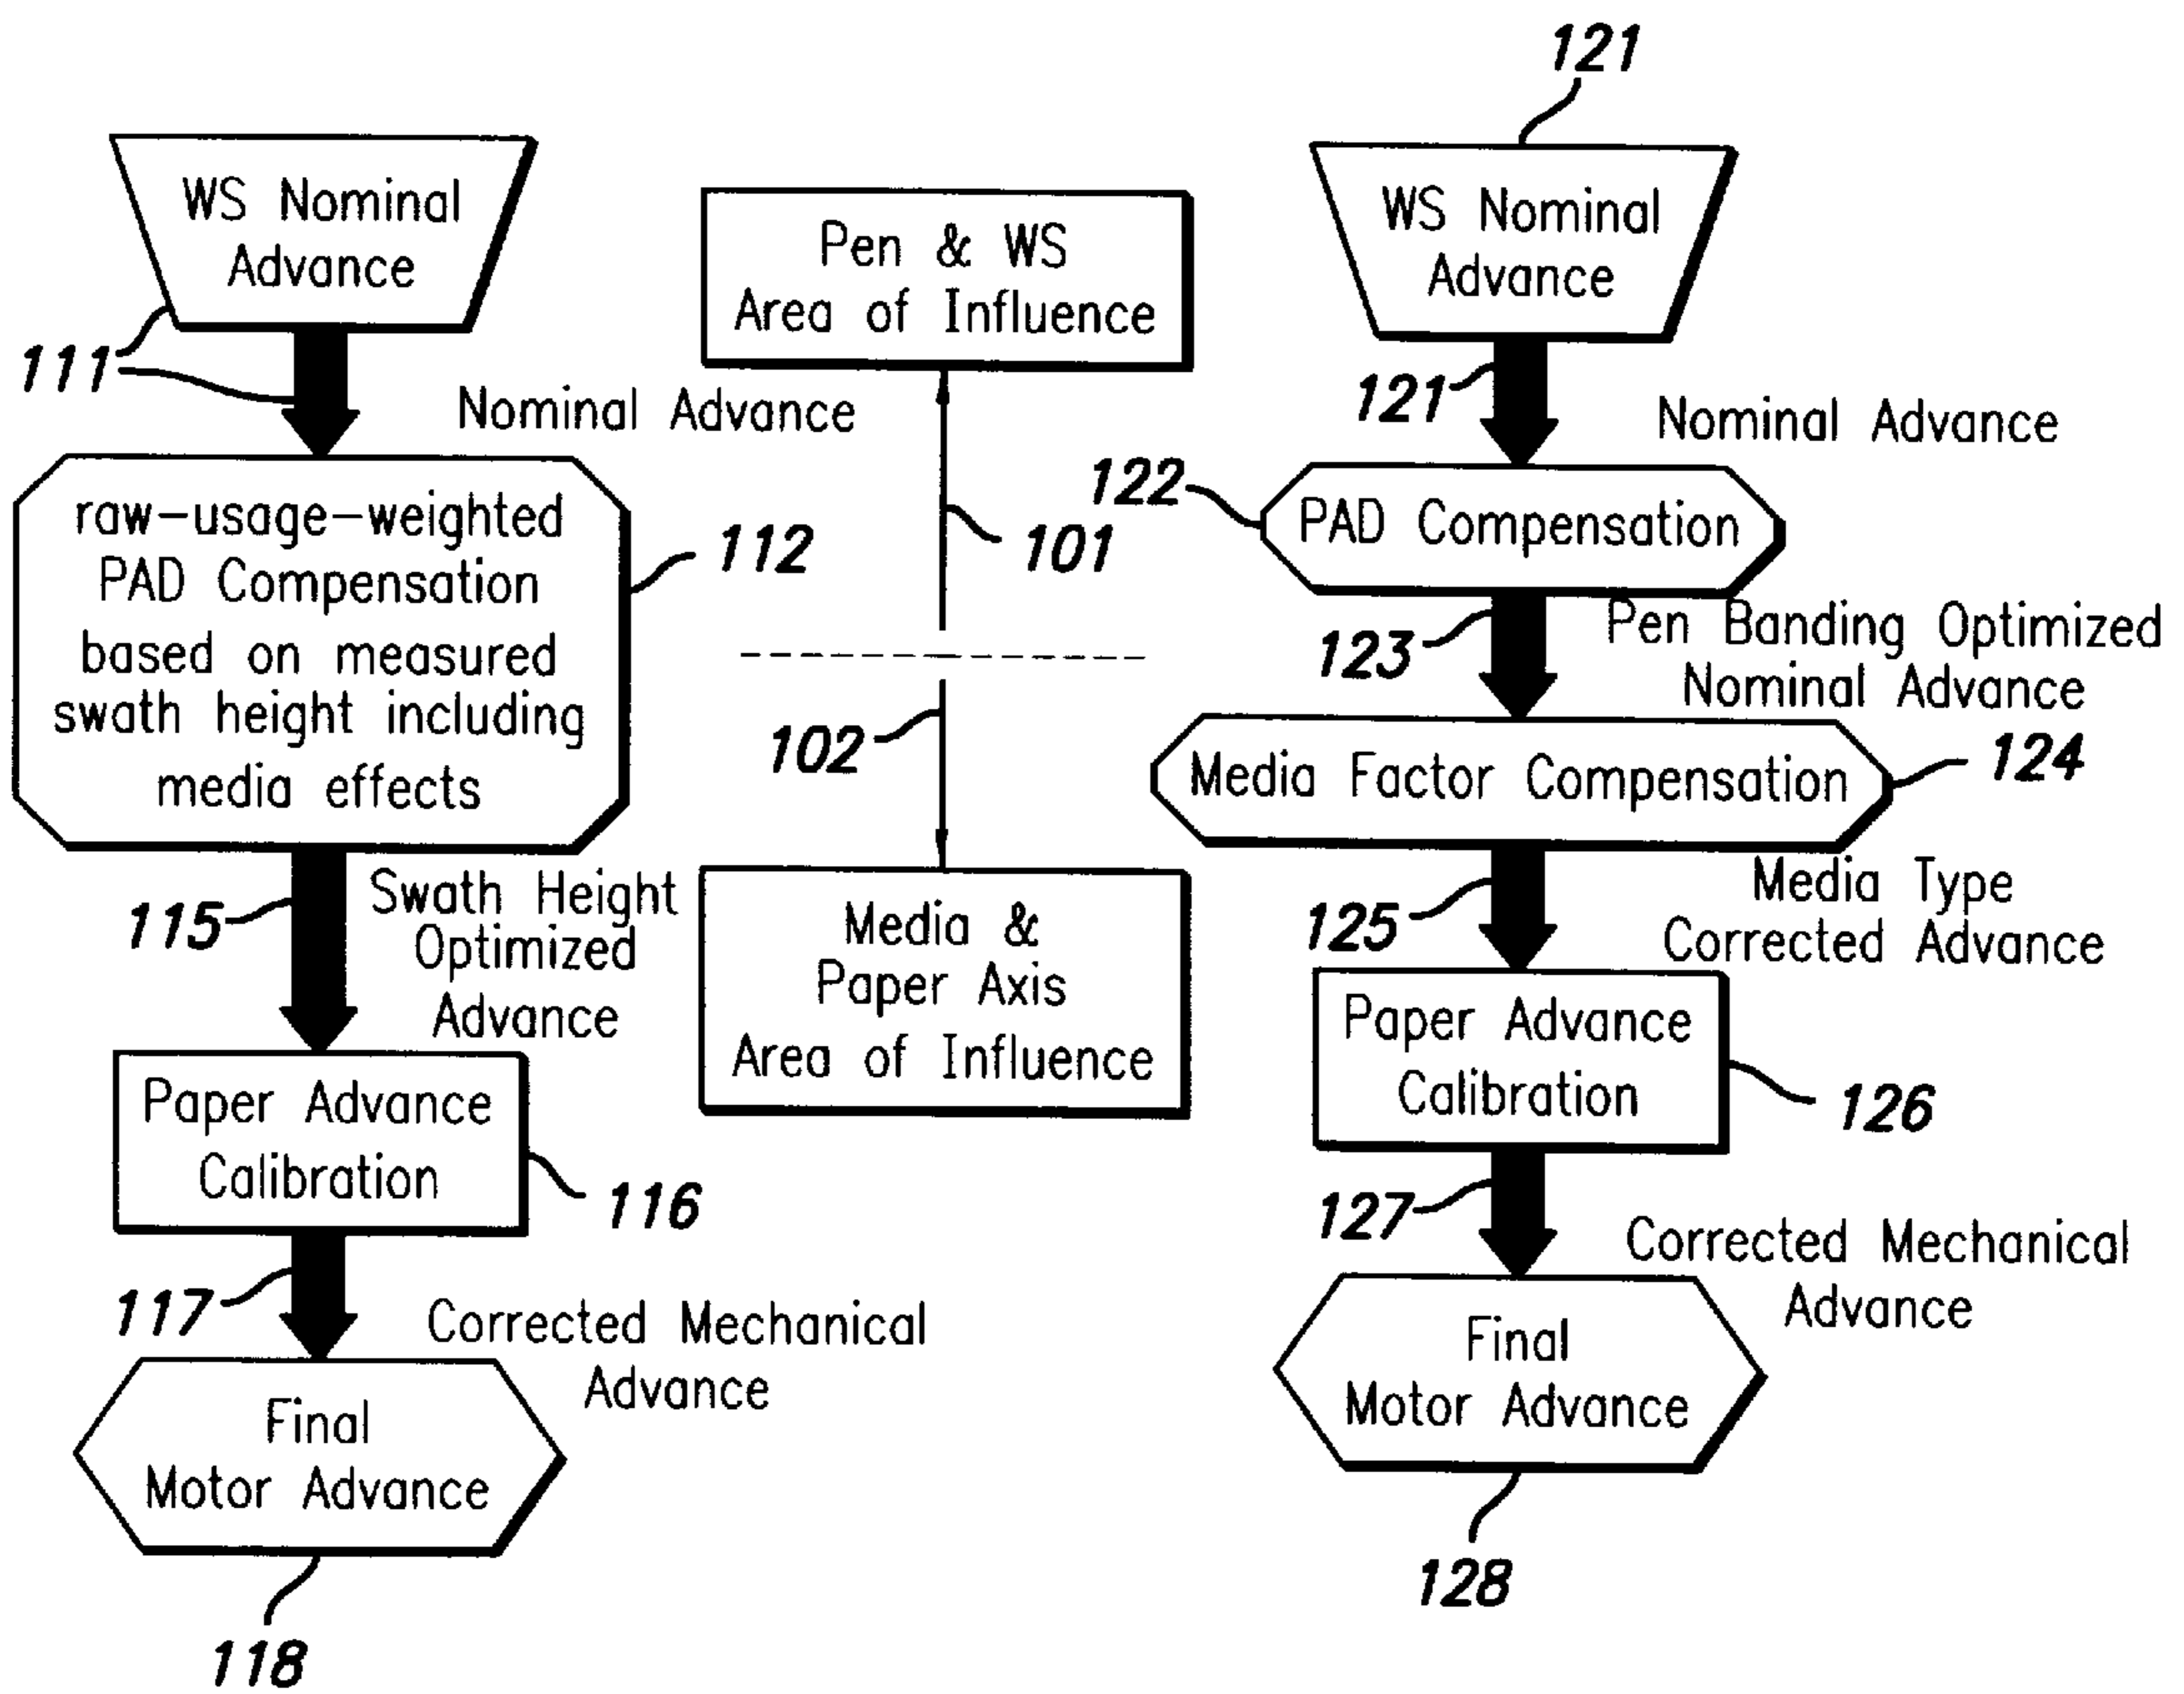 WS Nominal
Advance
111
Nominal Advance
raw-usage-weighted
PAD Compensation
based on measured
swath height including
media effects
112
115
Swath Height
Optimized
Advance
Paper Advance
Calibration
116
117
Corrected Mechanical
Advance
Final
Motor Advance
118
Pen & WS
Area of Influence
101
102
Media &
Paper Axis
Area of Influence
121
WS Nominal
Advance
121
Nominal Advance
122
PAD Compensation
123
Pen Banding Optimized
Nominal Advance
Media Factor Compensation
124
125
Media Type
Corrected Advance
Paper Advance
Calibration
126
127
Corrected Mechanical
Advance
Final
Motor Advance
128